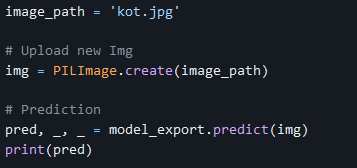 image_path = 'kot.jpg'
# Upload new Img
img = PILImage.create(image_path)
# Prediction
pred, _, _ = model_export.predict(img)
print(pred)